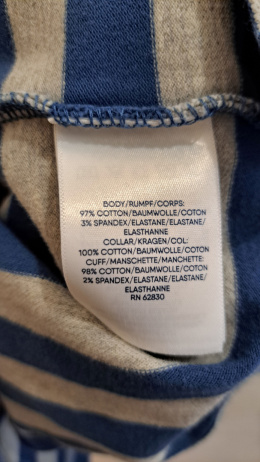 BODY/RUMPF/CORPS:
97% COTTON/BAUMWOLLE/COTON
3% SPANDEX/ELASTANE/ELASTANE/
ELASTHANNE
COLLAR/KRAGEN/COL:
100% COTTON/BAUMWOLLE/COTON
CUFF/MANSCHETTE/MANCHETTE:
98% COTTON/BAUMWOLLE/COTON
2% SPANDEX/ELASTANE/ELASTANE/
ELASTHANNE
RN 62830